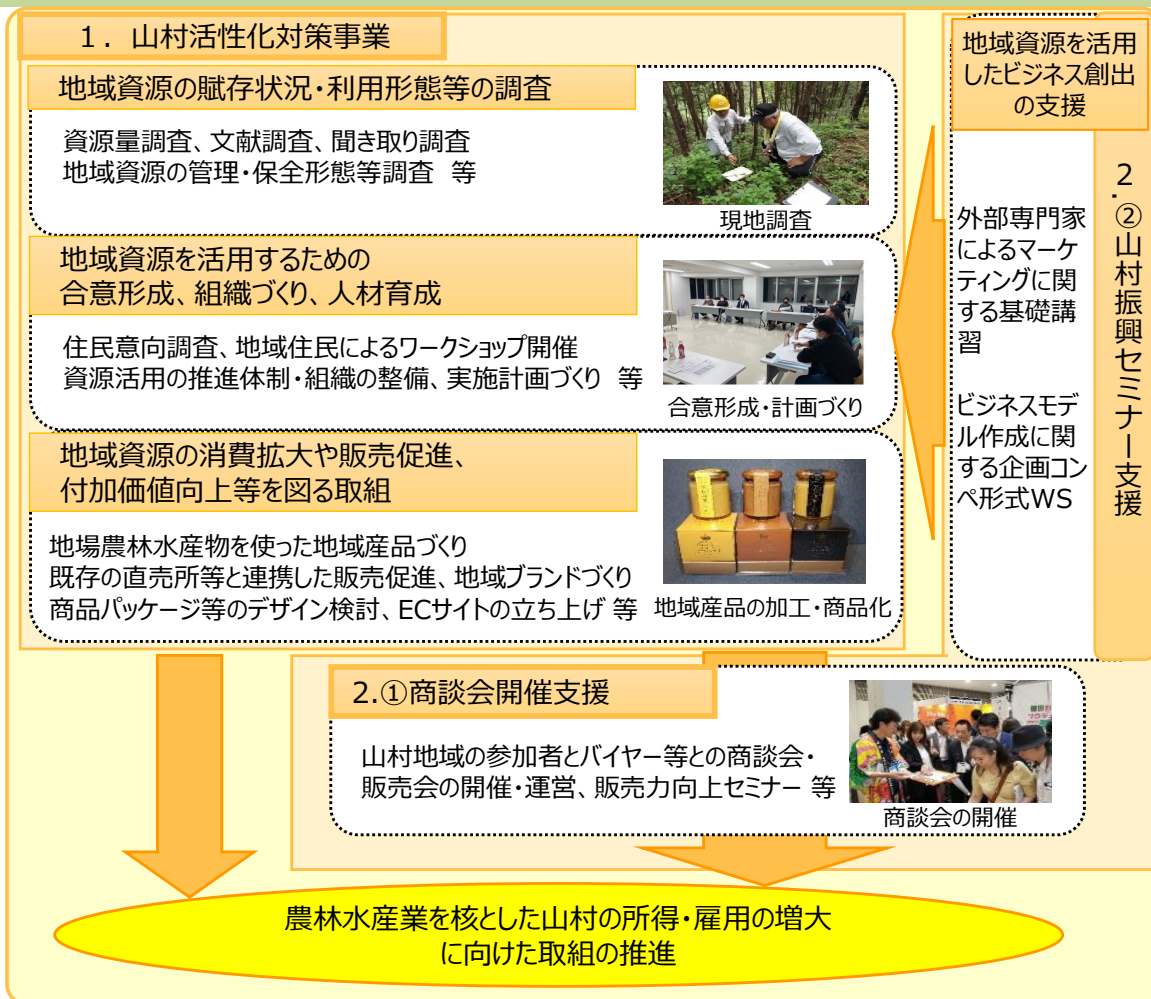 1．山村活性化対策事業
地域資源の賦存状況・利用形態等の調査
資源量調査、文献調査、聞き取り調査
地域資源の管理・保全形態等調査 等
現地調査
地域資源を活用するための
合意形成、組織づくり、人材育成
住民意向調査、地域住民によるワークショップ開催
資源活用の推進体制・組織の整備、実施計画づくり 等
合意形成・計画づくり
地域資源の消費拡大や販売促進、
付加価値向上等を図る取組
地場農林水産物を使った地域産品づくり
既存の直売所等と連携した販売促進、地域ブランドづくり
商品パッケージ等のデザイン検討、ECサイトの立ち上げ 等
地域産品の加工・商品化
地域資源を活用
したビジネス創出
の支援
外部専門家
によるマーケ
ティングに関
する基礎講
習
ビジネスモデ
ル作成に関
する企画コン
ペ形式WS
2.②山村振興セミナー支援
2.①商談会開催支援
山村地域の参加者とバイヤー等との商談会・
販売会の開催・運営、販売力向上セミナー 等
商談会の開催
農林水産業を核とした山村の所得・雇用の増大
に向けた取組の推進